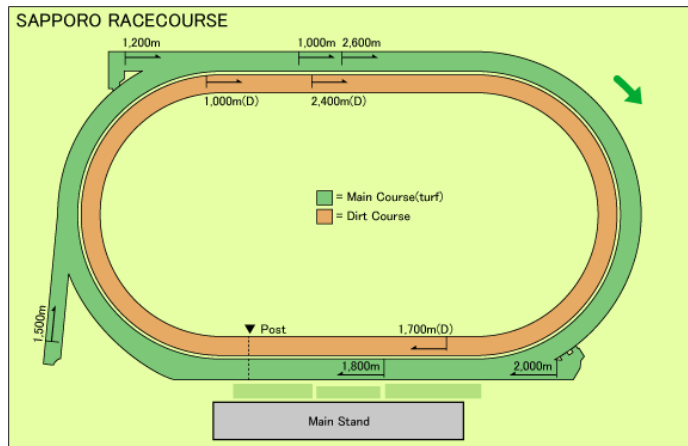 SAPPORO RACECOURSE
1,200m
1,000m
2,600m
1,000m(D)
2,400m(D)
= Main Course(turf)
= Dirt Course
1,500m
Post
1,700m(D)
1,800m
2,000m
Main Stand